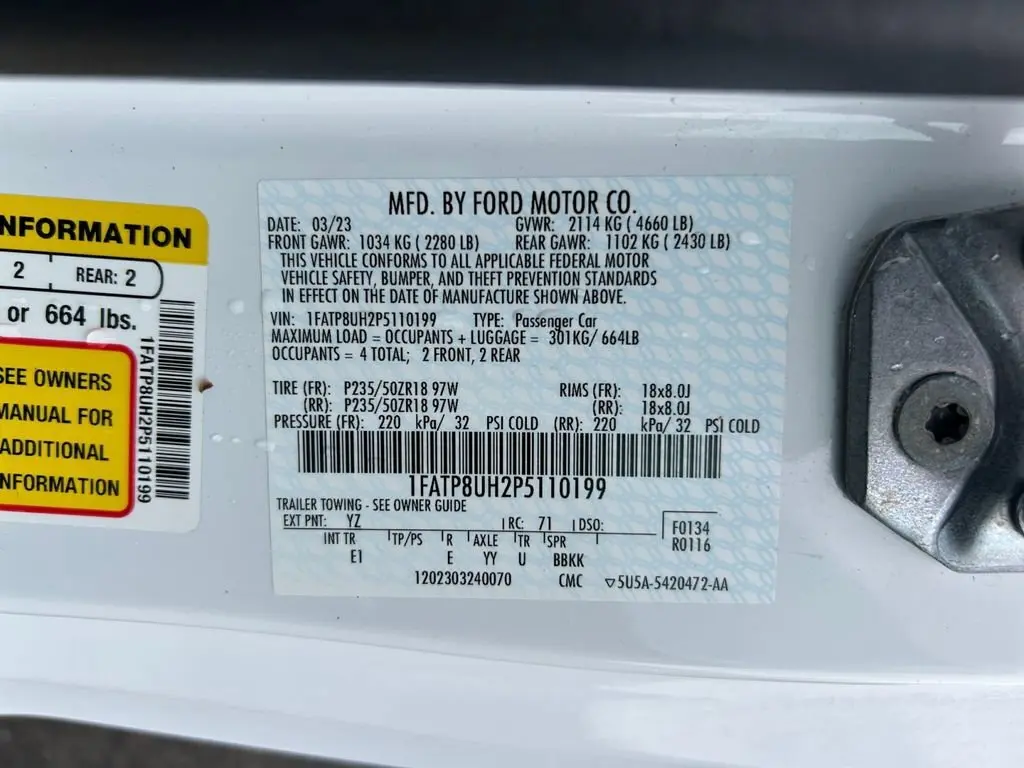 NFORMATION
2 REAR: 2
or 664 lbs.
SEE OWNERS
MANUAL FOR
ADDITIONAL
INFORMATION
1FATP8UH2P5110199
MFD. BY FORD MOTOR CO.
DATE: 03/23 GVWR: 2114 KG ( 4660 LB)
FRONT GAWR: 1034 KG ( 2280 LB) REAR GAWR: 1102 KG ( 2430 LB)
THIS VEHICLE CONFORMS TO ALL APPLICABLE FEDERAL MOTOR
VEHICLE SAFETY, BUMPER, AND THEFT PREVENTION STANDARDS
IN EFFECT ON THE DATE OF MANUFACTURE SHOWN ABOVE.
VIN: 1FATP8UH2P5110199 TYPE: Passenger Car
MAXIMUM LOAD = OCCUPANTS + LUGGAGE = 301KG/ 664LB
OCCUPANTS = 4 TOTAL; 2 FRONT, 2 REAR
TIRE (FR): P235/50ZR18 97W RIMS (FR): 18x8.0J
(RR): P235/50ZR18 97W (RR): 18x8.0J
PRESSURE (FR): 220 kPa/ 32 PSI COLD (RR): 220 kPa/ 32 PSI COLD
1FATP8UH2P5110199
TRAILER TOWING - SEE OWNER GUIDE
EXT PNT: YZ RC: 71 DSO: F0134
INT TR TP/PS R AXLE TR SPR R0116
E1 E YY U BBKK
1202303240070 CMC ▽5U5A-5420472-AA